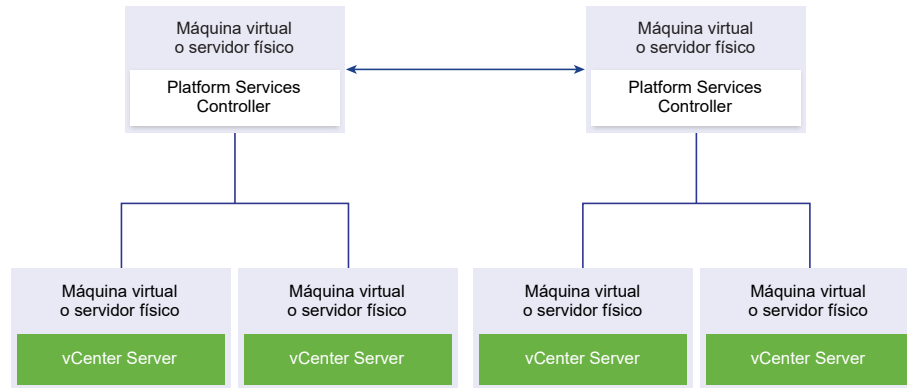 Máquina virtual
o servidor físico
Platform Services
Controller
Máquina virtual
o servidor físico
Platform Services
Controller
Máquina virtual
o servidor físico
vCenter Server
Máquina virtual
o servidor físico
vCenter Server
Máquina virtual
o servidor físico
vCenter Server
Máquina virtual
o servidor físico
vCenter Server